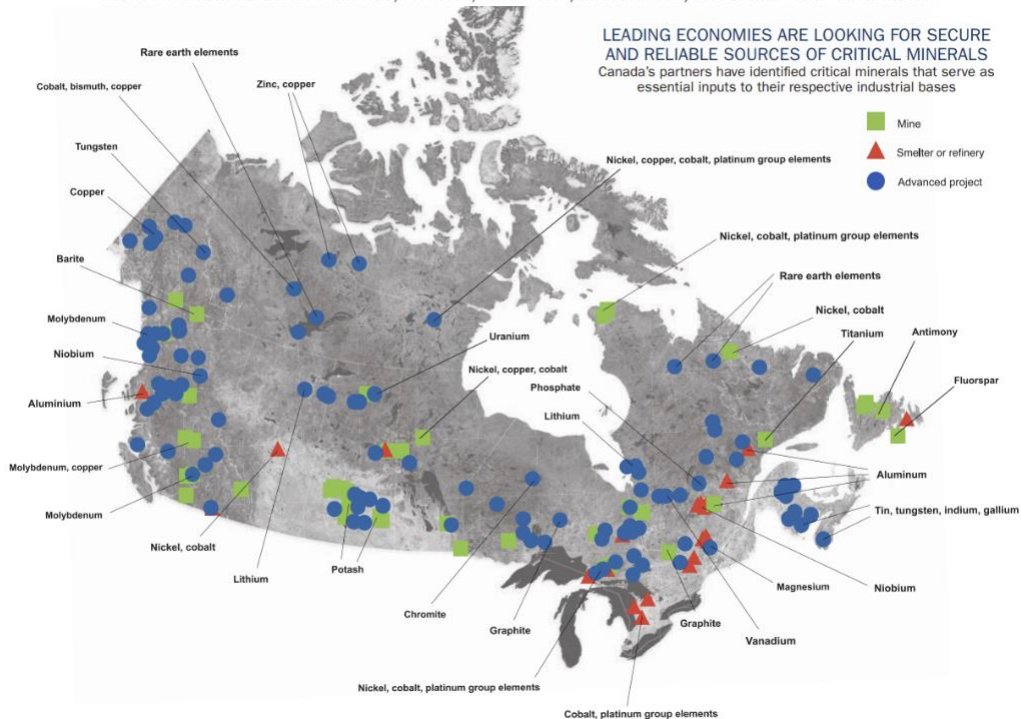 LEADING ECONOMIES ARE LOOKING FOR SECURE
AND RELIABLE SOURCES OF CRITICAL MINERALS
Canada's partners have identified critical minerals that serve as
essential inputs to their respective industrial bases
Mine
Smelter or refinery
Advanced project
Rare earth elements
Cobalt, bismuth, copper
Zinc, copper
Tungsten
Nickel, copper, cobalt, platinum group elements
Copper
Nickel, cobalt, platinum group elements
Barite
Rare earth elements
Nickel, cobalt
Molybdenum
Titanium
Antimony
Uranium
Niobium
Nickel, copper, cobalt
Fluorspar
Phosphate
Aluminium
Lithium
Molybdenum, copper
Aluminum
Molybdenum
Tin, tungsten, indium, gallium
Nickel, cobalt
Potash
Lithium
Magnesium
Niobium
Chromite
Graphite
Graphite
Vanadium
Nickel, cobalt, platinum group elements
Cobalt, platinum group elements